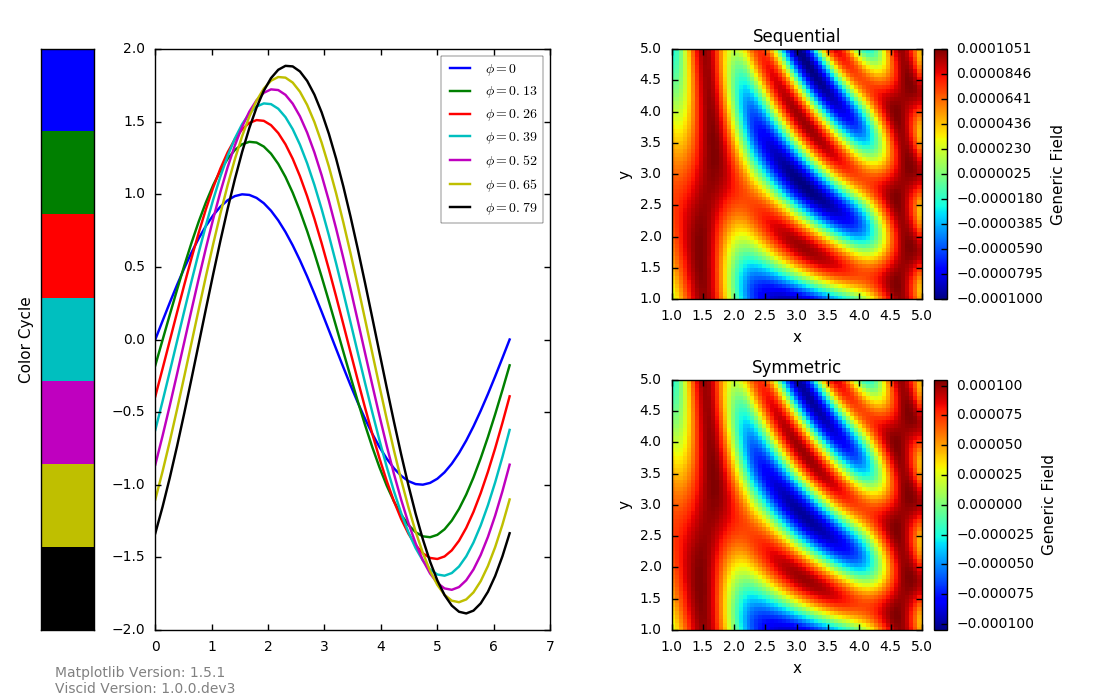 Color Cycle
2.0
1.5
1.0
0.5
0.0
−0.5
−1.0
−1.5
−2.0
0 1 2 3 4 5 6 7
ϕ = 0
ϕ = 0.13
ϕ = 0.26
ϕ = 0.39
ϕ = 0.52
ϕ = 0.65
ϕ = 0.79
Sequential
y
5.0
4.5
4.0
3.5
3.0
2.5
2.0
1.5
1.0
1.0 1.5 2.0 2.5 3.0 3.5 4.0 4.5 5.0
x
0.0001051
0.0000846
0.0000641
0.0000436
0.0000230
0.0000025
−0.0000180
−0.0000385
−0.0000590
−0.0000795
−0.0001000
Generic Field
Symmetric
y
5.0
4.5
4.0
3.5
3.0
2.5
2.0
1.5
1.0
1.0 1.5 2.0 2.5 3.0 3.5 4.0 4.5 5.0
x
0.000100
0.000075
0.000050
0.000025
0.000000
−0.000025
−0.000050
−0.000075
−0.000100
Generic Field
Matplotlib Version: 1.5.1
Viscid Version: 1.0.0.dev3